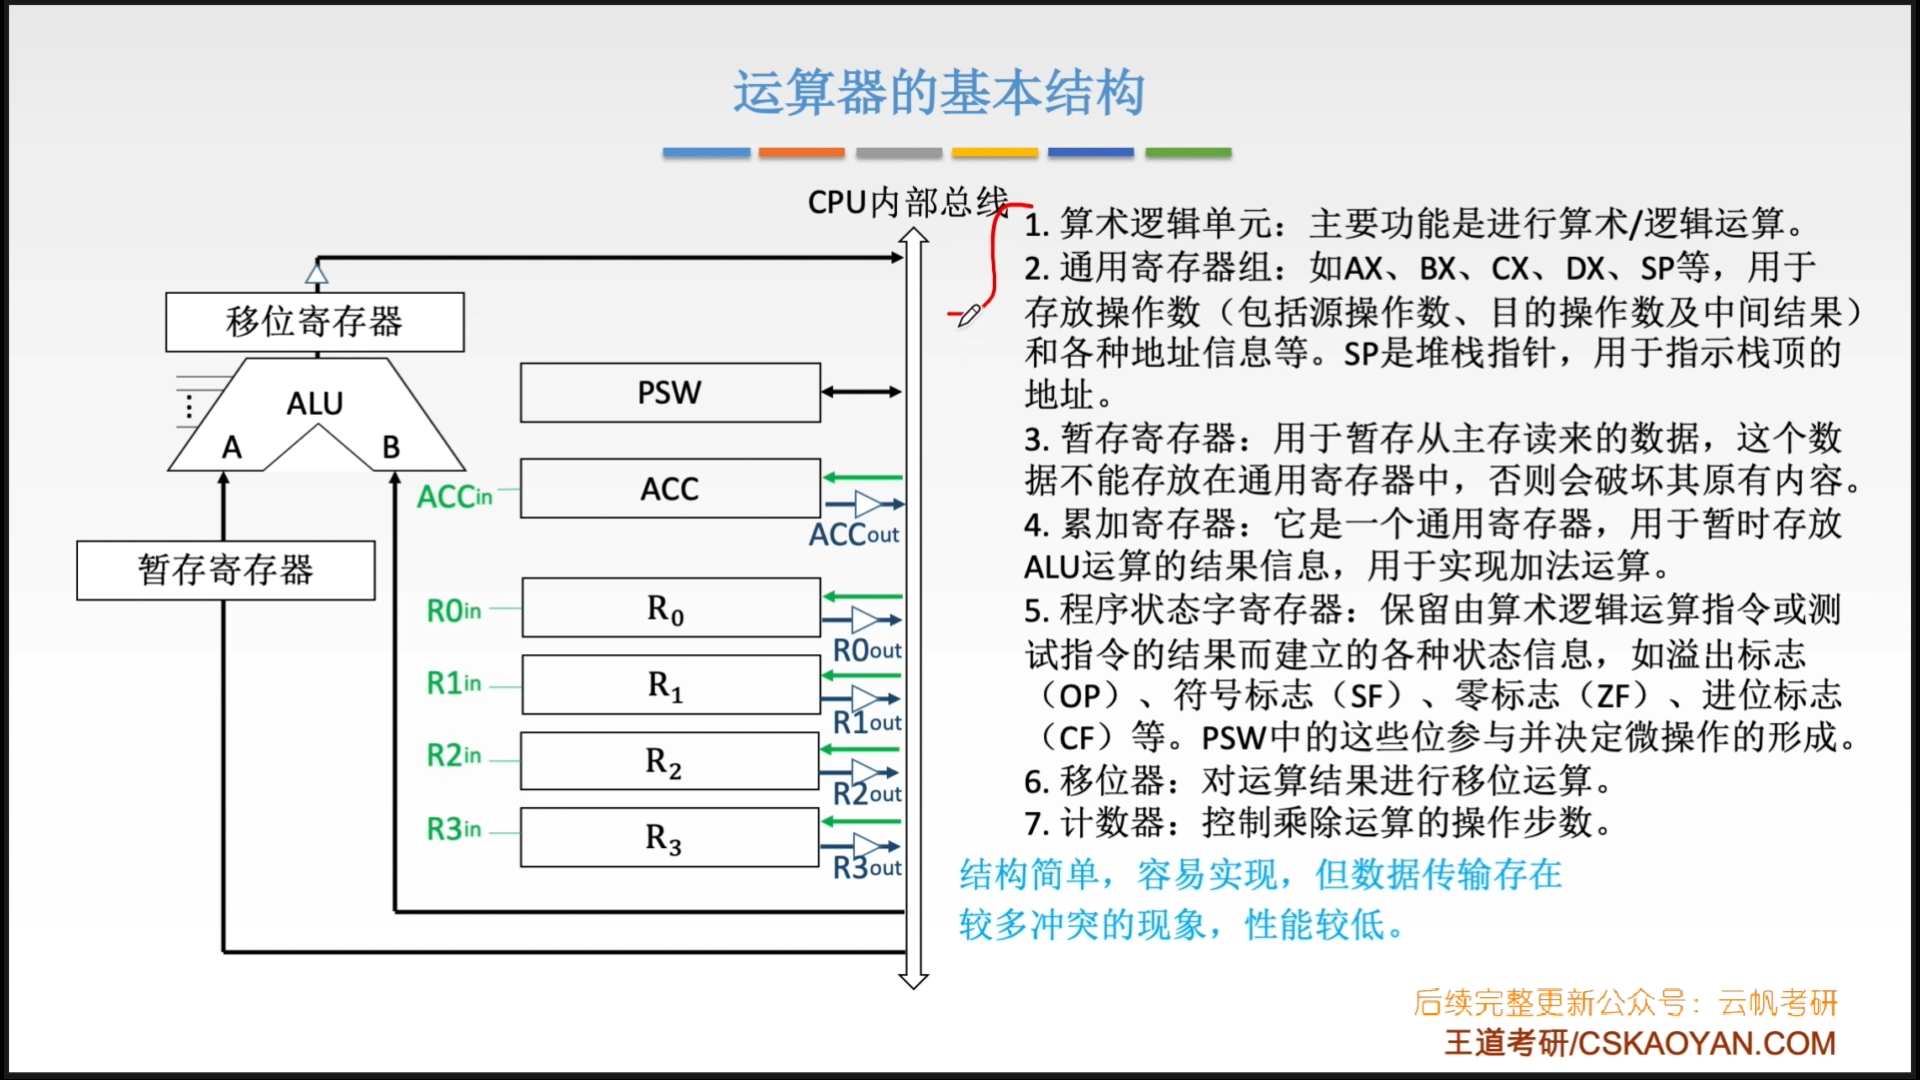 运算器的基本结构
CPU内部总线
移位寄存器
ALU
A
B
暂存寄存器
PSW
ACC
ACCin
ACCout
R0
R0in
R0out
R1
R1in
R1out
R2
R2in
R2out
R3
R3in
R3out
1. 算术逻辑单元：主要功能是进行算术/逻辑运算。
2. 通用寄存器组：如AX、BX、CX、DX、SP等，用于
存放操作数（包括源操作数、目的操作数及中间结果）
和各种地址信息等。SP是堆栈指针，用于指示栈顶的
地址。
3. 暂存寄存器：用于暂存从主存读来的数据，这个数
据不能存放在通用寄存器中，否则会破坏其原有内容。
4. 累加寄存器：它是一个通用寄存器，用于暂时存放
ALU运算的结果信息，用于实现加法运算。
5. 程序状态字寄存器：保留由算术逻辑运算指令或测
试指令的结果而建立的各种状态信息，如溢出标志
（OP）、符号标志（SF）、零标志（ZF）、进位标志
（CF）等。PSW中的这些位参与并决定微操作的形成。
6. 移位器：对运算结果进行移位运算。
7. 计数器：控制乘除运算的操作步数。
结构简单，容易实现，但数据传输存在
较多冲突的现象，性能较低。
后续完整更新公众号：云帆考研
王道考研/CSKAOYAN.COM